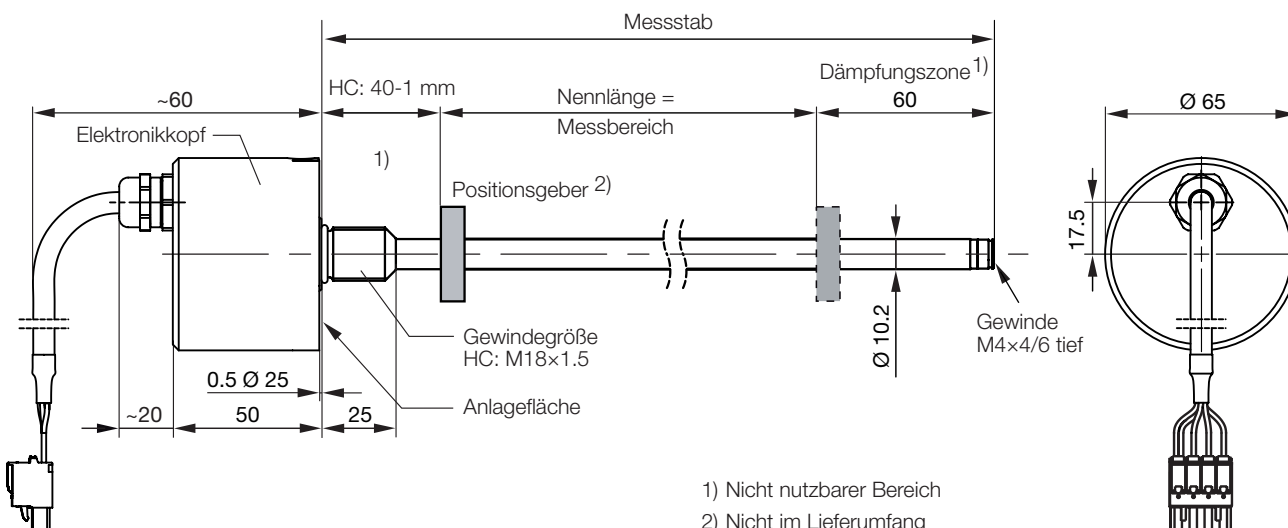 Messstab
HC: 40-1 mm
Dämpfungszone 1)
~60
Nennlänge =
60
Ø 65
Messbereich
Elektronikkopf
1)
Positionsgeber 2)
17.5
Ø 10.2
Gewindegröße
HC: M18×1.5
Gewinde
M4×4/6 tief
0.5 Ø 25
Anlagefläche
~20
50
25
1) Nicht nutzbarer Bereich
2) Nicht im Lieferumfang